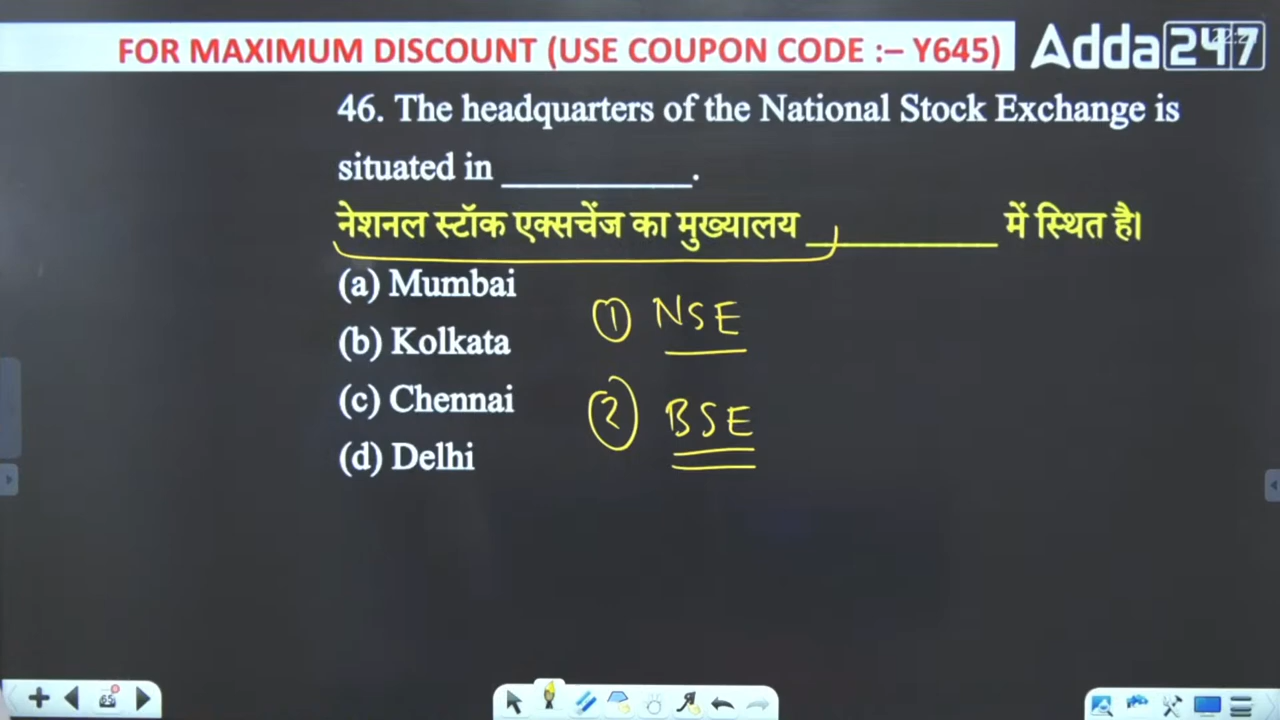 FOR MAXIMUM DISCOUNT (USE COUPON CODE :– Y645)
Adda247
46. The headquarters of the National Stock Exchange is
situated in __________.
नेशनल स्टॉक एक्सचेंज का मुख्यालय __________ में स्थित है।
(a) Mumbai
(b) Kolkata
(c) Chennai
(d) Delhi
① NSE
② BSE
65